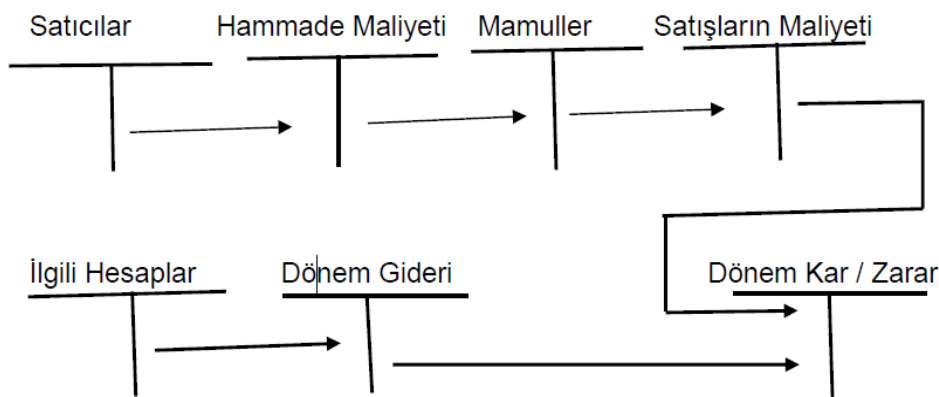 Satıcılar Hammade Maliyeti Mamuller Satışların Maliyeti
İlgili Hesaplar Dönem Gideri Dönem Kar / Zarar